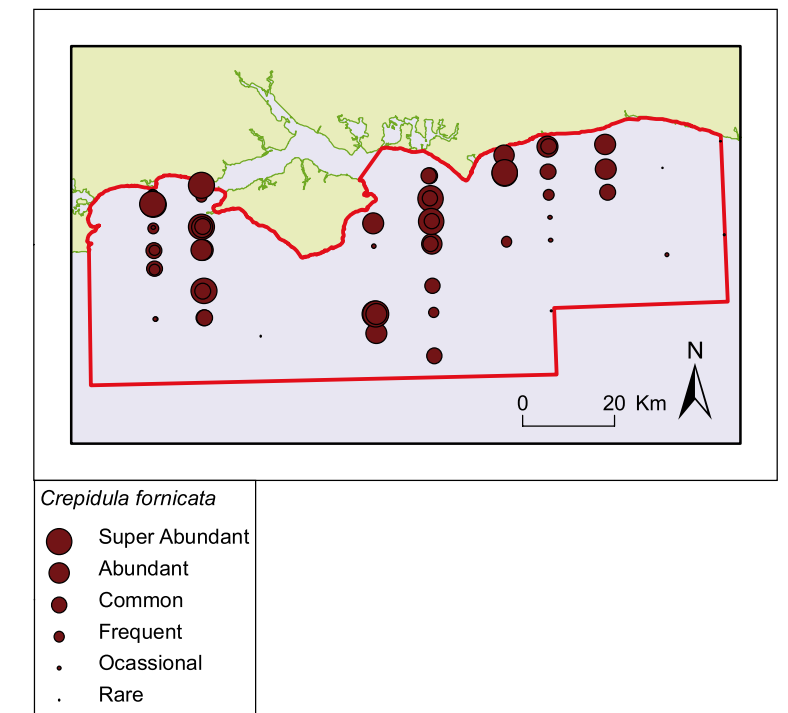 N
0 20 Km
Crepidula fornicata
Super Abundant
Abundant
Common
Frequent
Ocassional
Rare